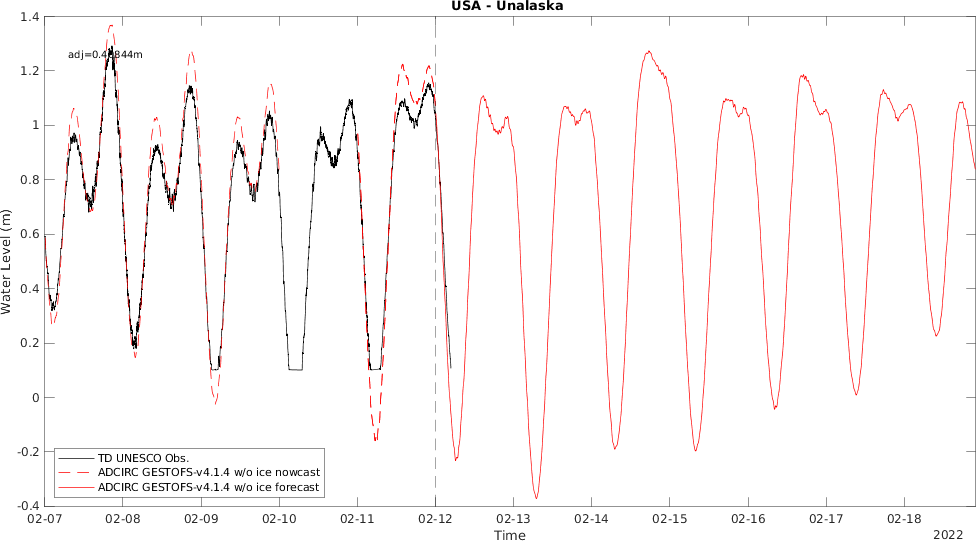 USA - Unalaska
1.4
1.2
1
0.8
0.6
0.4
0.2
0
-0.2
-0.4
Water Level (m)
TD UNESCO Obs.
ADCIRC GESTOFS-v4.1.4 w/o ice nowcast
ADCIRC GESTOFS-v4.1.4 w/o ice forecast
02-07 02-08 02-09 02-10 02-11 02-12 02-13 02-14 02-15 02-16 02-17 02-18
Time
2022